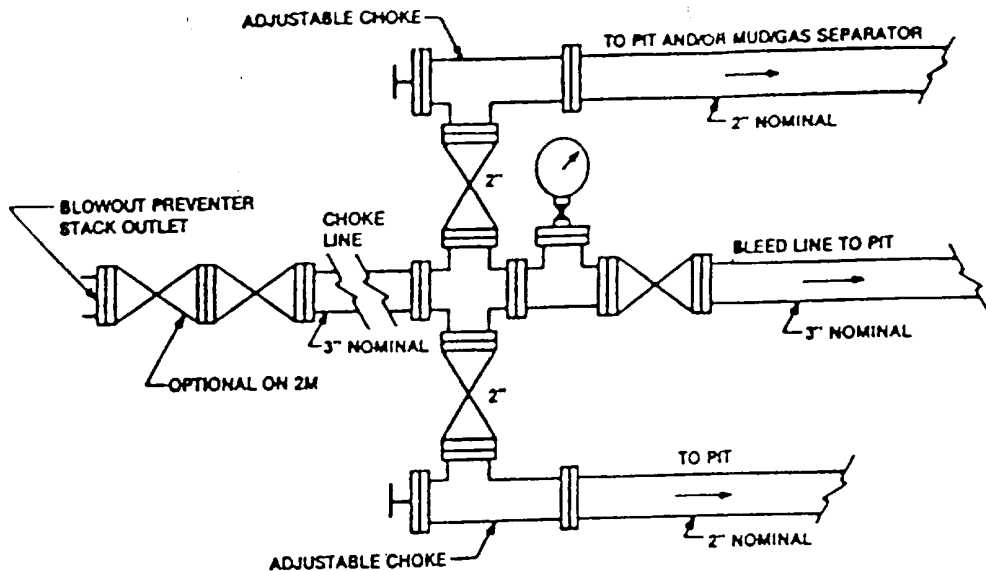 ADJUSTABLE CHOKE
TO PIT AND/OR MUD/GAS SEPARATOR
2" NOMINAL
2"
BLOWOUT PREVENTER
STACK OUTLET
CHOKE
LINE
BLEED LINE TO PIT
3" NOMINAL
3" NOMINAL
OPTIONAL ON 2M
2"
TO PIT
2" NOMINAL
ADJUSTABLE CHOKE